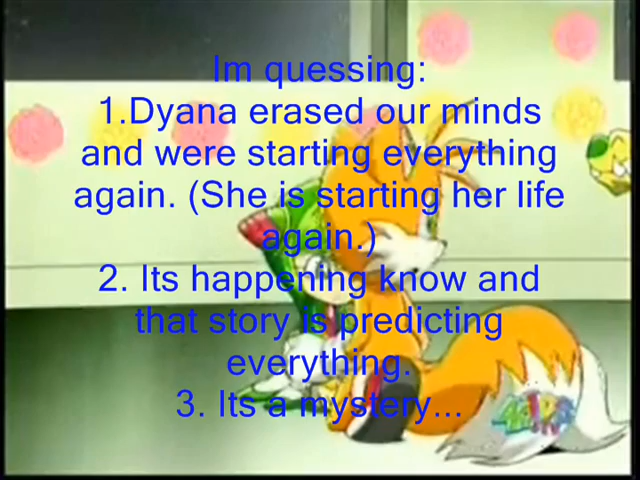 Im quessing:
1.Dyana erased our minds
and were starting everything
again. (She is starting her life
again.)
2. Its happening know and
that story is predicting
everything.
3. Its a mystery...